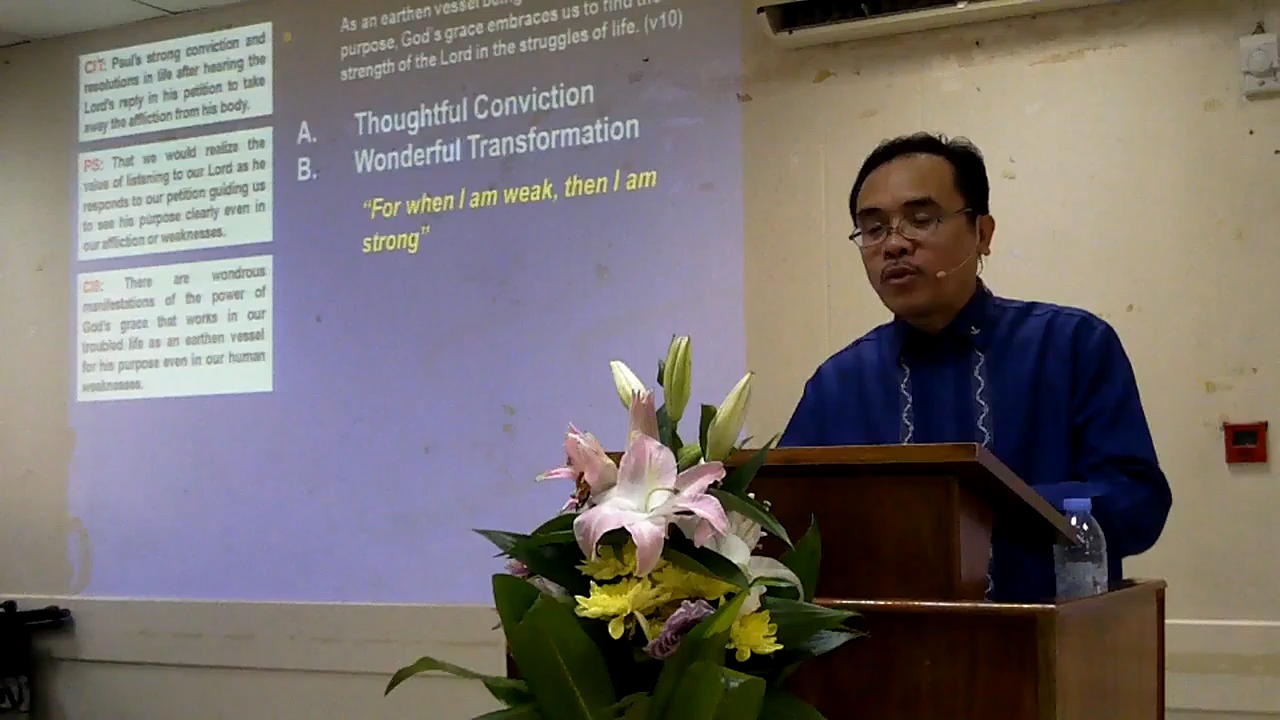 CIT: Paul's strong conviction and
resolutions in life after hearing the
Lord's reply in his petition to take
away the affliction from his body.
PS: That we would realize the
value of listening to our Lord as he
responds to our petition guiding us
to see his purpose clearly even in
our affliction or weaknesses.
CIS: There are wondrous
manifestations of the power of
God's grace that works in our
troubled life as an earthen vessel
for his purpose even in our human
weaknesses.
As an earthen vessel being
purpose, God's grace embraces us to find the
strength of the Lord in the struggles of life. (v10)
A. Thoughtful Conviction
B. Wonderful Transformation
"For when I am weak, then I am
strong"